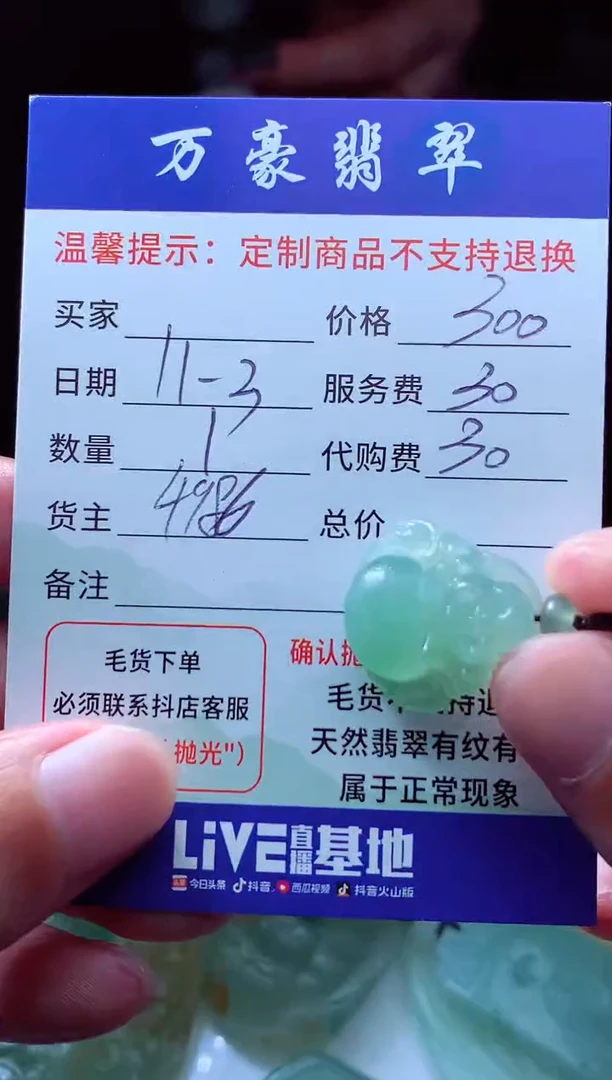 万豪翡翠
温馨提示：定制商品不支持退换
买家
价格 300
日期 11-3
服务费 30
数量 1
代购费 30
货主 4986
总价
备注
毛货下单
必须联系抖店客服
抛光"）
确认抛
毛货不
天然翡翠有纹有
属于正常现象
LiVE直播基地
头条 今日头条 抖音 西瓜视频 抖音火山版